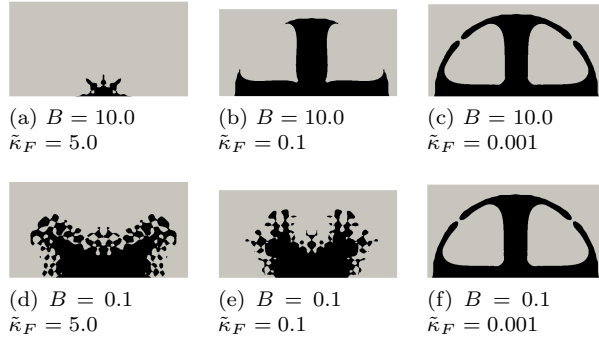 (a) B = 10.0
κ̃_F = 5.0
(b) B = 10.0
κ̃_F = 0.1
(c) B = 10.0
κ̃_F = 0.001
(d) B = 0.1
κ̃_F = 5.0
(e) B = 0.1
κ̃_F = 0.1
(f) B = 0.1
κ̃_F = 0.001